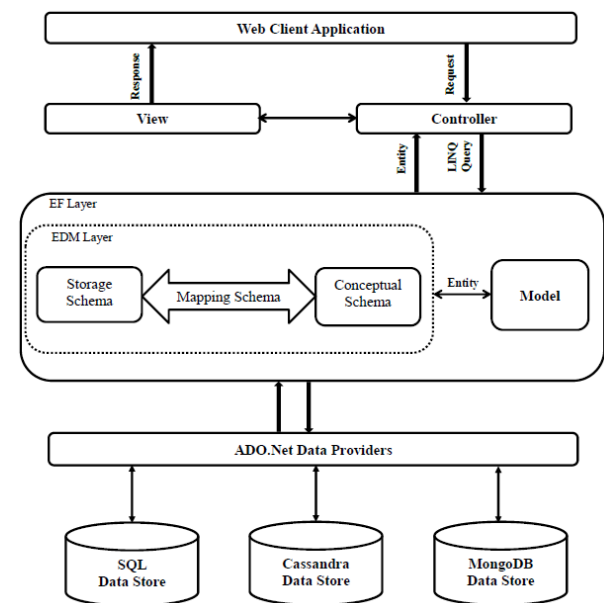 Web Client Application
Response
Request
View
Controller
Entity
LINQ
Query
EF Layer
EDM Layer
Storage
Schema
Mapping Schema
Conceptual
Schema
Entity
Model
ADO.Net Data Providers
SQL
Data Store
Cassandra
Data Store
MongoDB
Data Store